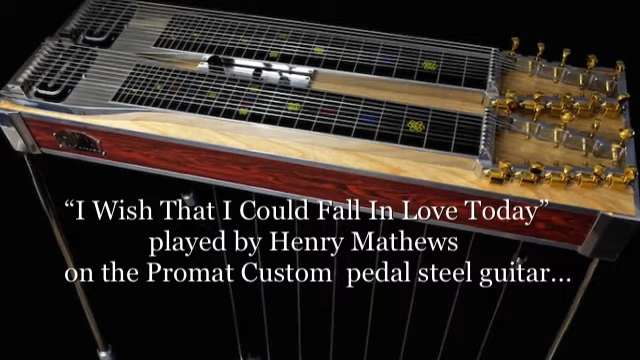 “I Wish That I Could Fall In Love Today”
played by Henry Mathews
on the Promat Custom pedal steel guitar...